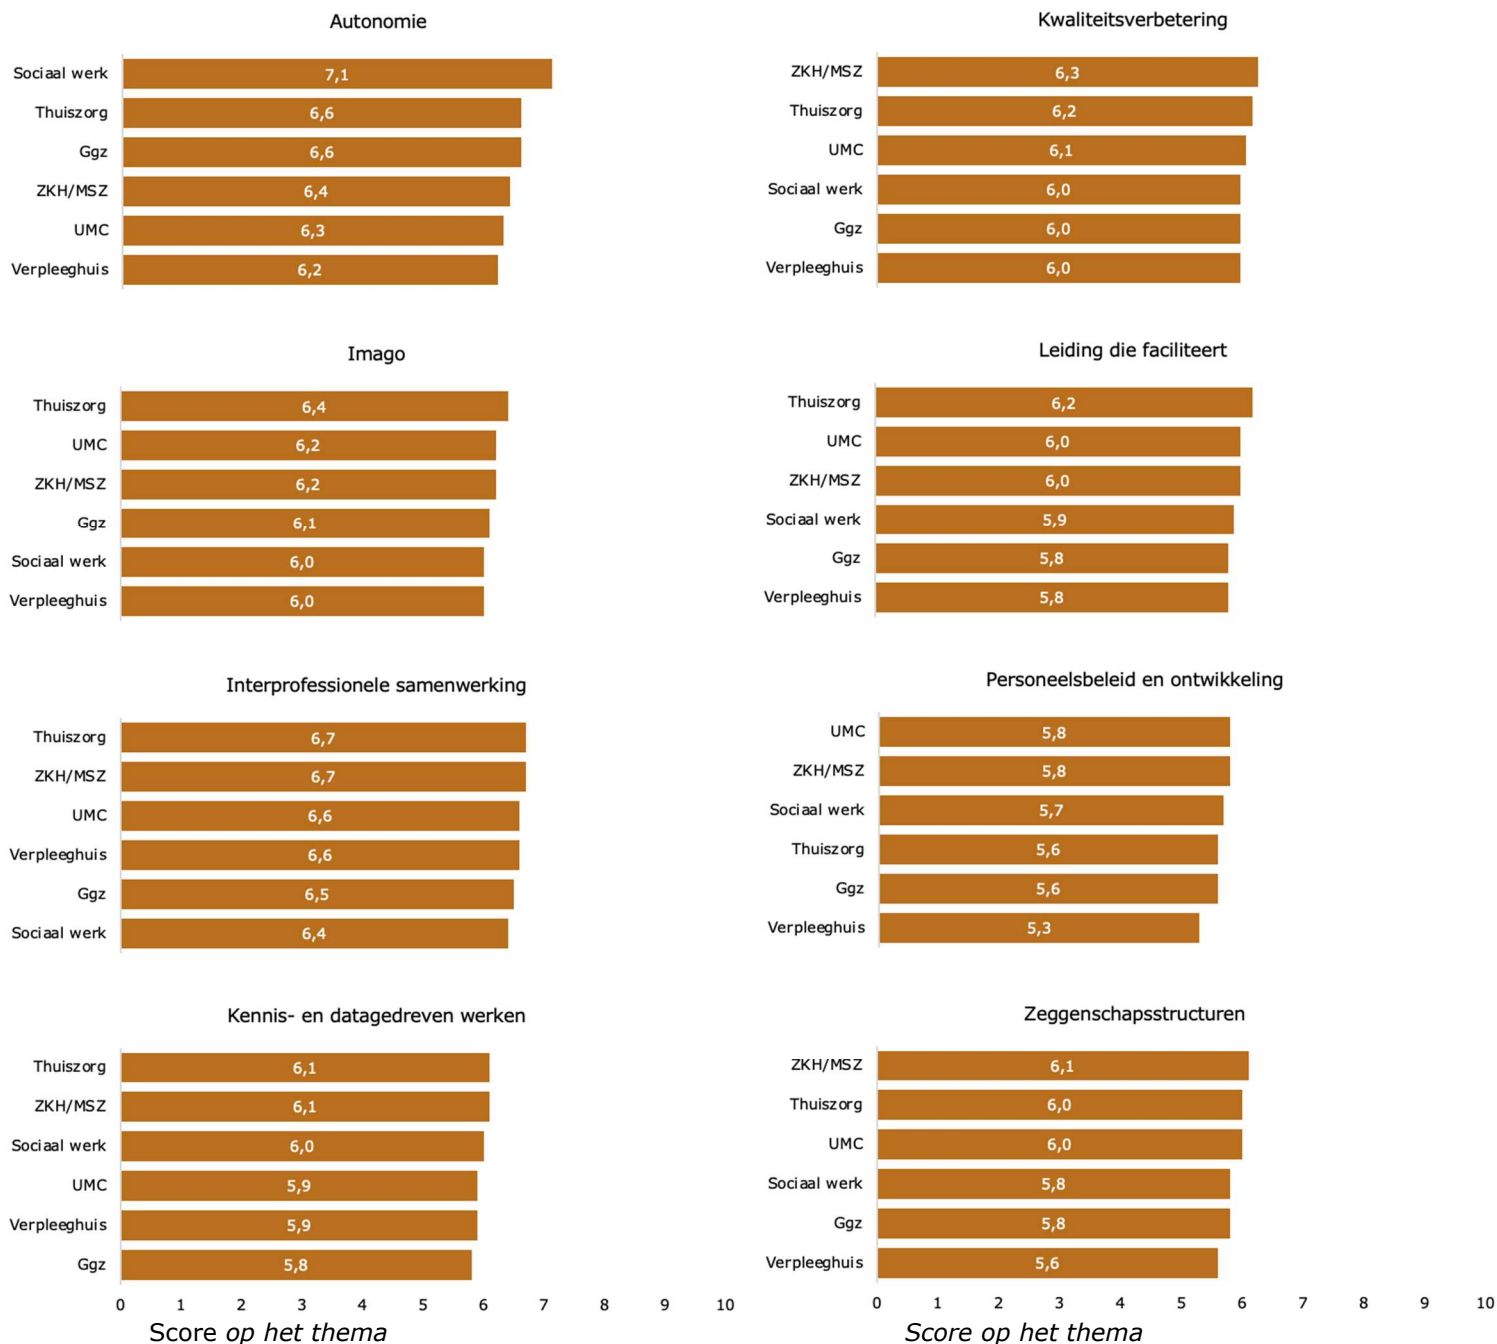 Autonomie
Sociaal werk 7,1
Thuiszorg 6,6
Ggz 6,6
ZKH/MSZ 6,4
UMC 6,3
Verpleeghuis 6,2
Kwaliteitsverbetering
ZKH/MSZ 6,3
Thuiszorg 6,2
UMC 6,1
Sociaal werk 6,0
Ggz 6,0
Verpleeghuis 6,0
Imago
Thuiszorg 6,4
UMC 6,2
ZKH/MSZ 6,2
Ggz 6,1
Sociaal werk 6,0
Verpleeghuis 6,0
Leiding die faciliteert
Thuiszorg 6,2
UMC 6,0
ZKH/MSZ 6,0
Sociaal werk 5,9
Ggz 5,8
Verpleeghuis 5,8
Interprofessionele samenwerking
Thuiszorg 6,7
ZKH/MSZ 6,7
UMC 6,6
Verpleeghuis 6,6
Ggz 6,5
Sociaal werk 6,4
Personeelsbeleid en ontwikkeling
UMC 5,8
ZKH/MSZ 5,8
Sociaal werk 5,7
Thuiszorg 5,6
Ggz 5,6
Verpleeghuis 5,3
Kennis- en datagedreven werken
Thuiszorg 6,1
ZKH/MSZ 6,1
Sociaal werk 6,0
UMC 5,9
Verpleeghuis 5,9
Ggz 5,8
0 1 2 3 4 5 6 7 8 9 10
Score op het thema
Zeggenschapsstructuren
ZKH/MSZ 6,1
Thuiszorg 6,0
UMC 6,0
Sociaal werk 5,8
Ggz 5,8
Verpleeghuis 5,6
0 1 2 3 4 5 6 7 8 9 10
Score op het thema